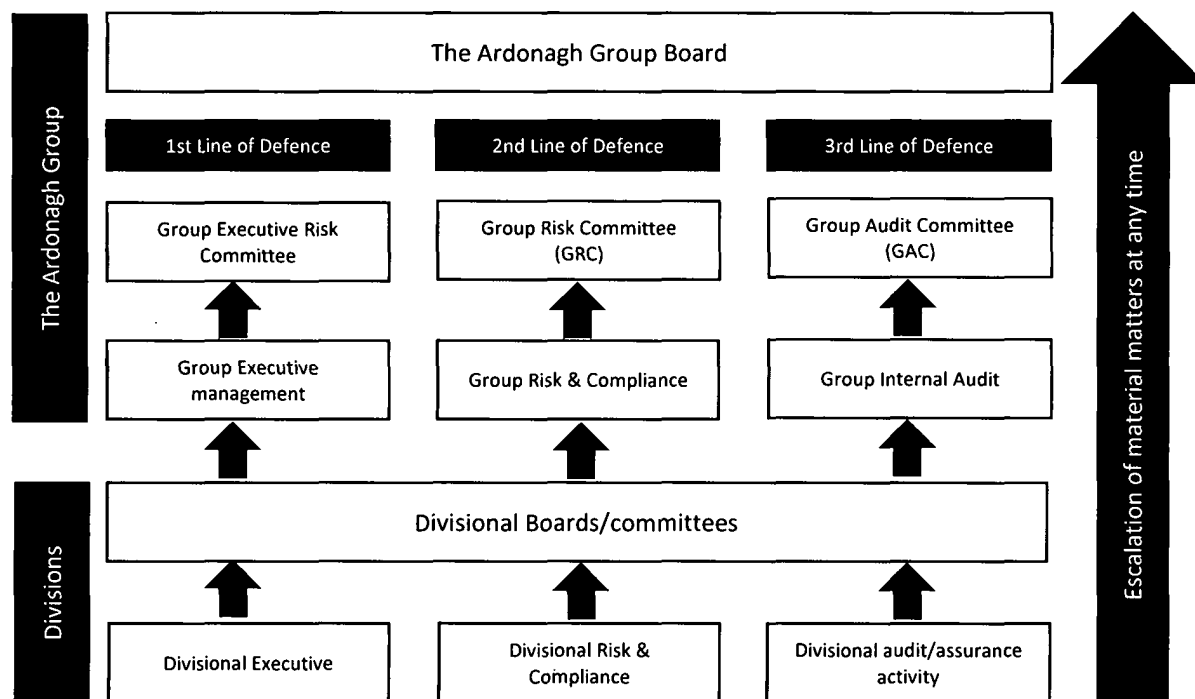 The Ardonagh Group
The Ardonagh Group Board
1st Line of Defence
2nd Line of Defence
3rd Line of Defence
Group Executive Risk
Committee
Group Risk Committee
(GRC)
Group Audit Committee
(GAC)
Group Executive
management
Group Risk & Compliance
Group Internal Audit
Divisions
Divisional Boards/committees
Divisional Executive
Divisional Risk &
Compliance
Divisional audit/assurance
activity
Escalation of material matters at any time